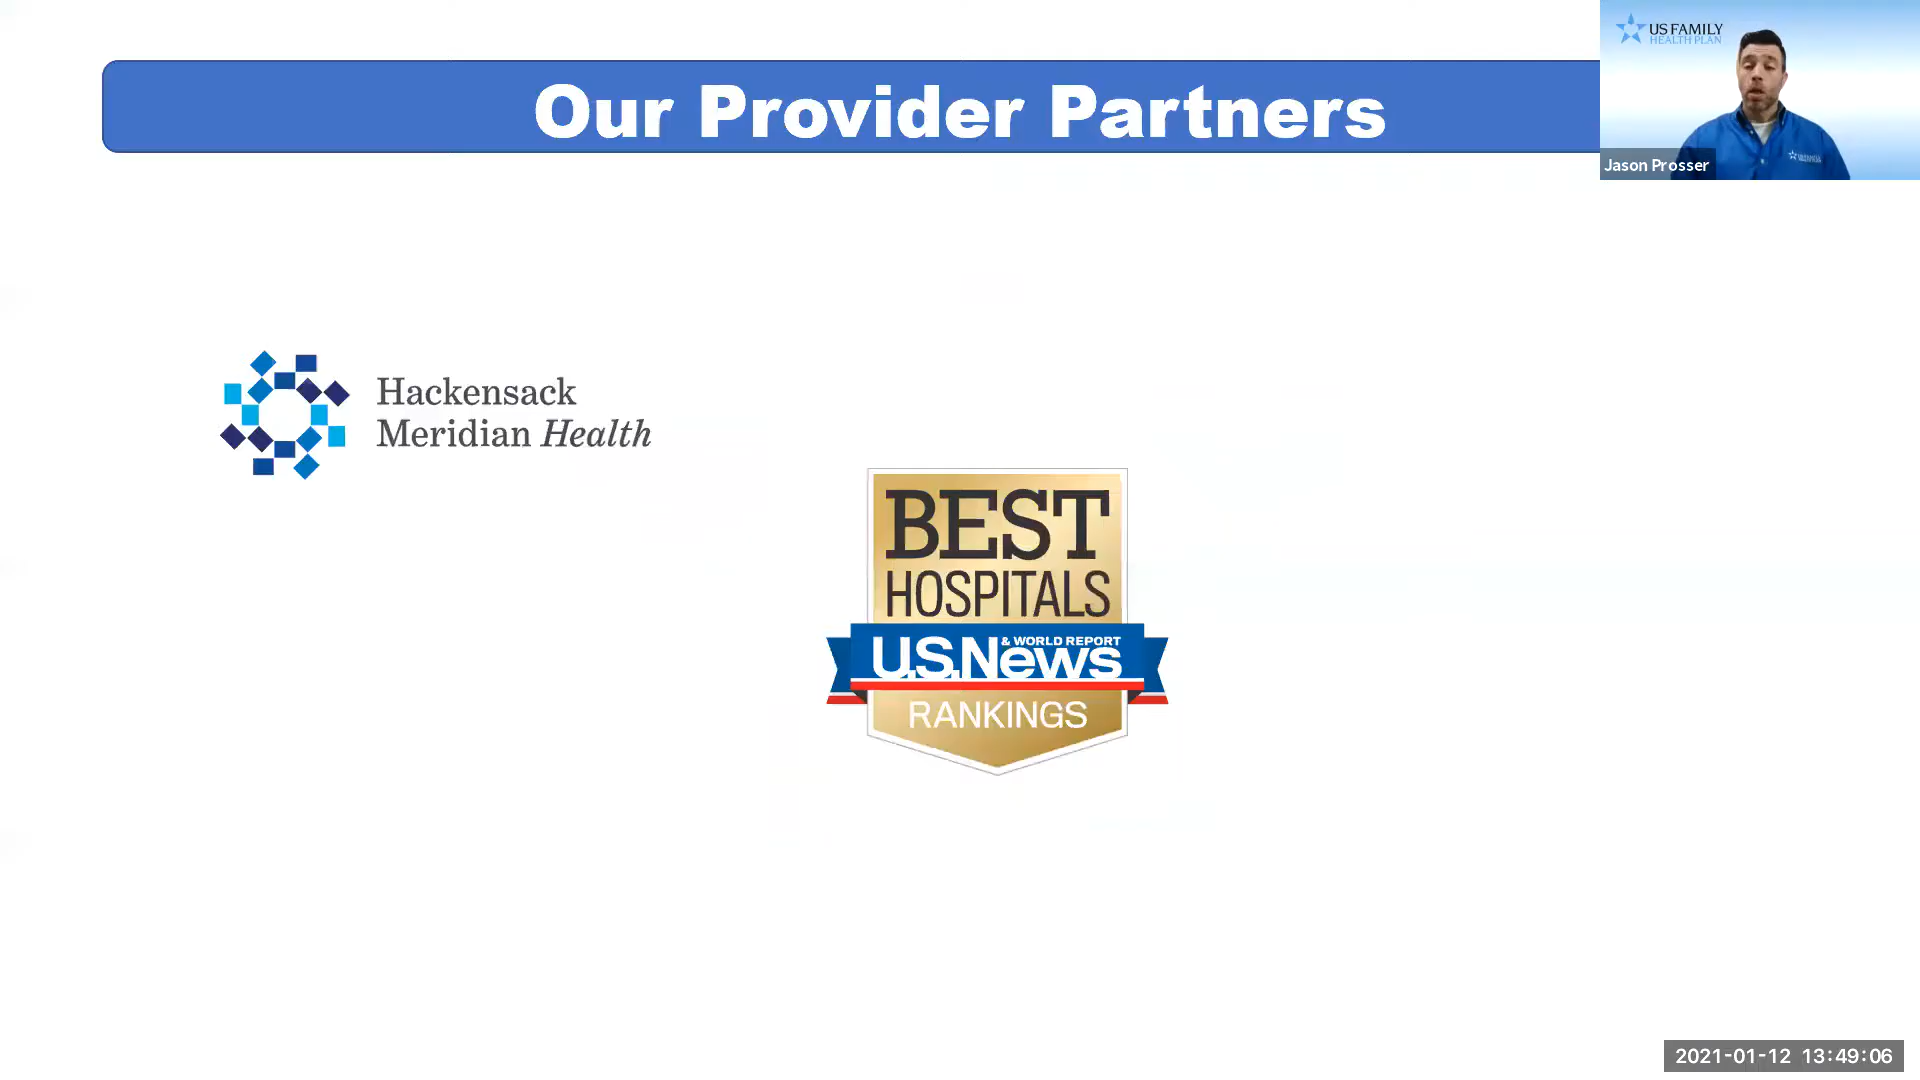 Our Provider Partners
US FAMILY
HEALTH PLAN
Jason Prosser
Hackensack
Meridian Health
BEST
HOSPITALS
U.S.News
& WORLD REPORT
RANKINGS
2021-01-12 13:49:06